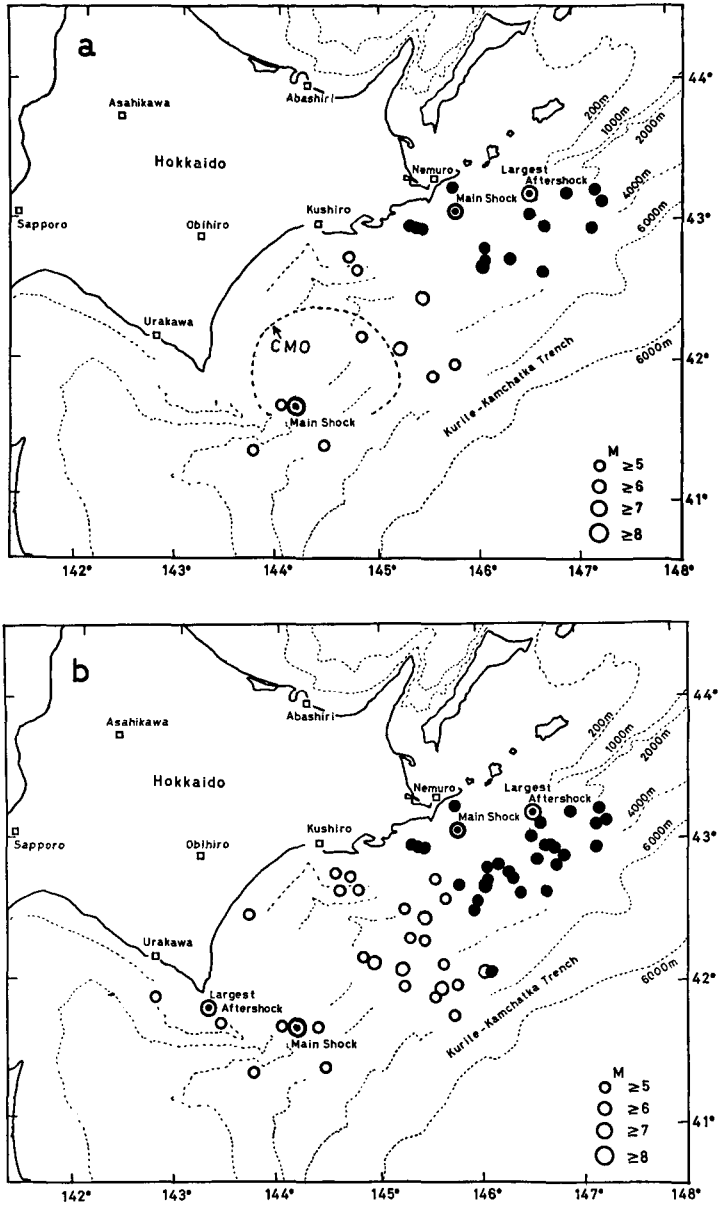 a
44°
Abashiri
Asahikawa
200m
1000m
2000m
Hokkaido
Nemuro
Largest
Aftershock
4000m
Main Shock
6000m
43°
Sapporo
Obihiro
Kushiro
Urakawa
CMO
42°
6000m
Kurile-Kamchatka Trench
Main Shock
M
≥5
≥6
≥7
≥8
41°
142°
143°
144°
145°
146°
147°
148°
b
44°
Abashiri
Asahikawa
200m
1000m
2000m
Hokkaido
Nemuro
Largest
Aftershock
4000m
Main Shock
6000m
43°
Sapporo
Obihiro
Kushiro
Urakawa
42°
6000m
Kurile-Kamchatka Trench
Largest
Aftershock
Main Shock
M
≥5
≥6
≥7
≥8
41°
142°
143°
144°
145°
146°
147°
148°